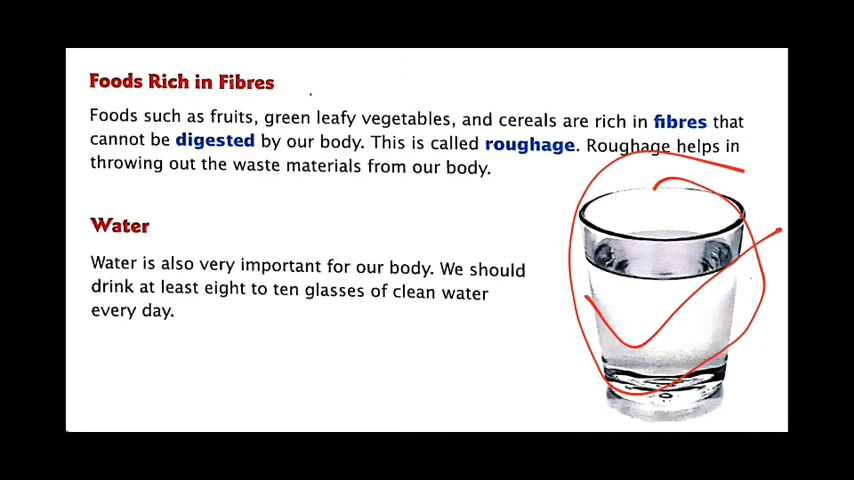 Foods Rich in Fibres
Foods such as fruits, green leafy vegetables, and cereals are rich in fibres that
cannot be digested by our body. This is called roughage. Roughage helps in
throwing out the waste materials from our body.
Water
Water is also very important for our body. We should
drink at least eight to ten glasses of clean water
every day.